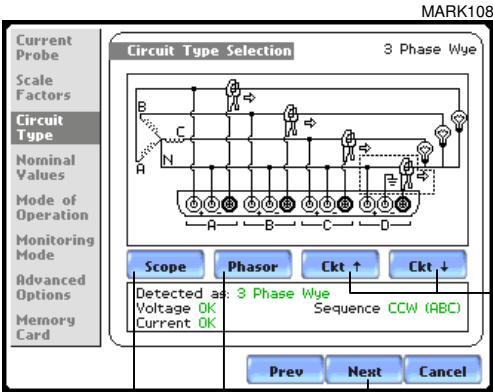 MARK108
Current Probe
Scale Factors
Circuit Type
Nominal Values
Mode of Operation
Monitoring Mode
Advanced Options
Memory Card
Circuit Type Selection
3 Phase Wye
B
C
A
N
+ - + - + - + -
A B C D
Scope
Phasor
Ckt ↑
Ckt ↓
Detected as: 3 Phase Wye
Voltage OK
Sequence CCW (ABC)
Current OK
Prev
Next
Cancel